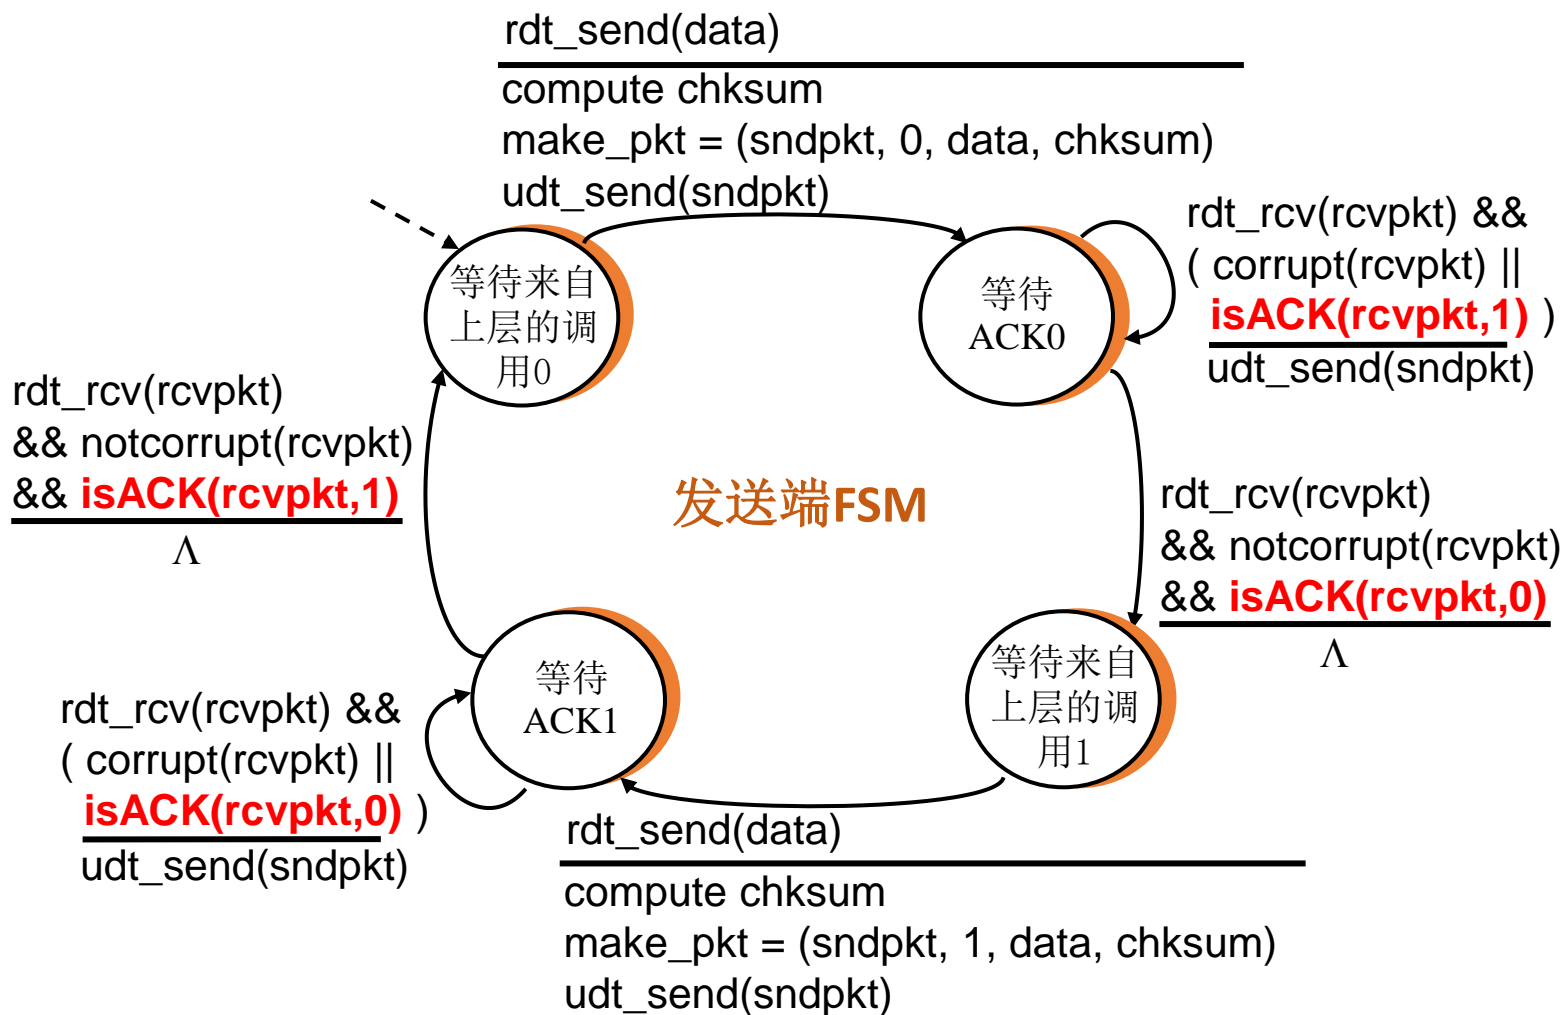 rdt_send(data)
compute chksum
make_pkt = (sndpkt, 0, data, chksum)
udt_send(sndpkt)
等待来自
上层的调
用0
等待
ACK0
rdt_rcv(rcvpkt) &&
( corrupt(rcvpkt) ||
isACK(rcvpkt,1) )
udt_send(sndpkt)
rdt_rcv(rcvpkt)
&& notcorrupt(rcvpkt)
&& isACK(rcvpkt,1)
Λ
发送端FSM
rdt_rcv(rcvpkt)
&& notcorrupt(rcvpkt)
&& isACK(rcvpkt,0)
Λ
等待
ACK1
等待来自
上层的调
用1
rdt_rcv(rcvpkt) &&
( corrupt(rcvpkt) ||
isACK(rcvpkt,0) )
udt_send(sndpkt)
rdt_send(data)
compute chksum
make_pkt = (sndpkt, 1, data, chksum)
udt_send(sndpkt)